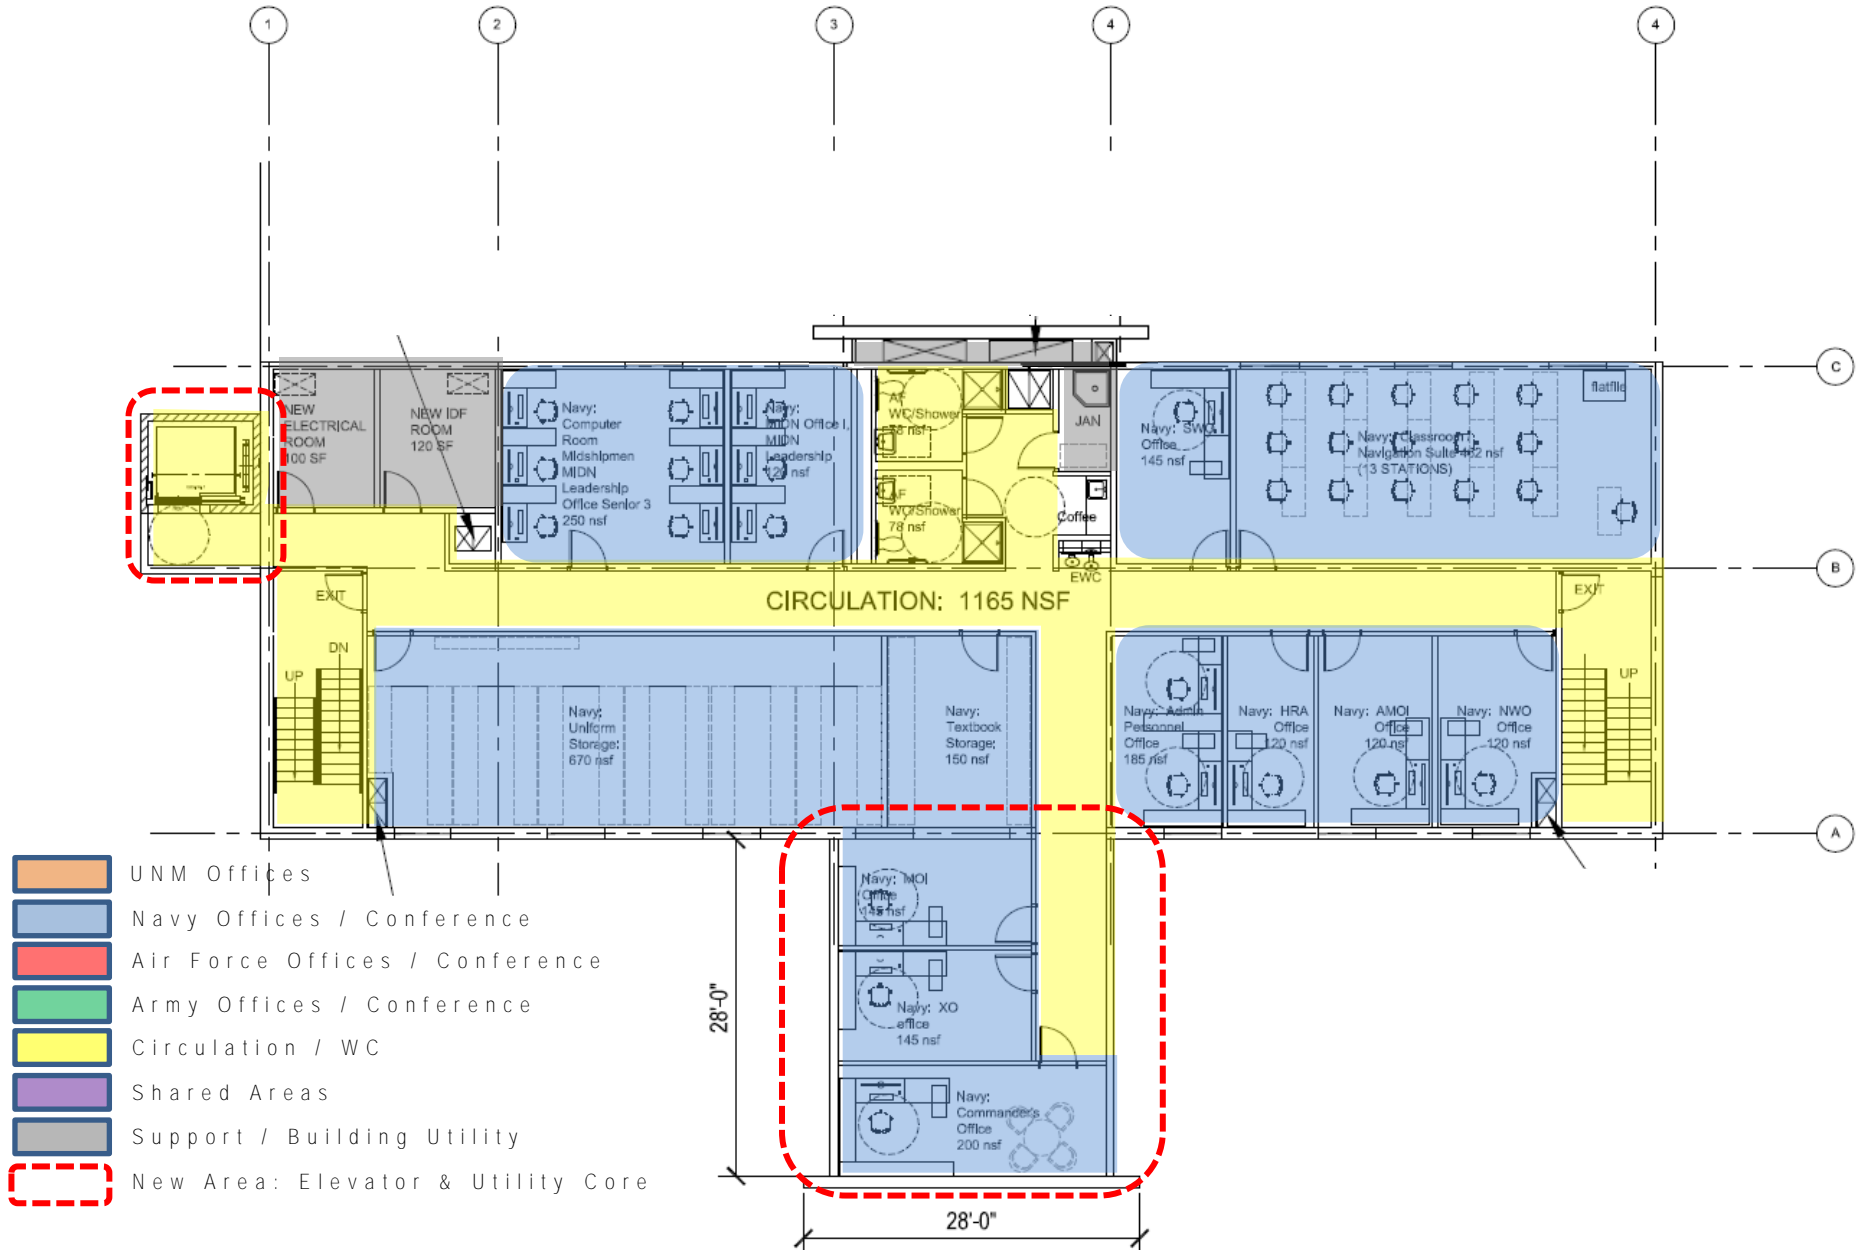 1
2
3
4
4
C
B
A
NEW
ELECTRICAL
ROOM
100 SF
NEW IDF
ROOM
120 SF
Navy:
Computer
Room
Midshipmen
MIDN
Leadership
Office Senior 3
250 nsf
Navy:
MIDN Office I,
MIDN
Leadership
120 nsf
AF
WC/Shower
78 nsf
AF
WC/Shower
78 nsf
JAN
Coffee
EWC
Navy: SWO
Office
145 nsf
Navy: Classroom /
Navigation Suite 482 nsf
(13 STATIONS)
flatfile
EXIT
CIRCULATION: 1165 NSF
EXIT
DN
UP
UP
Navy:
Uniform
Storage:
670 nsf
Navy:
Textbook
Storage:
150 nsf
Navy: Admin
Personnel
Office
185 nsf
Navy: HRA
Office
120 nsf
Navy: AMOI
Office
120 nsf
Navy: NWO
Office
120 nsf
Navy: MOI
Office
145 nsf
Navy: XO
office
145 nsf
Navy:
Commander's
Office
200 nsf
28'-0"
28'-0"
UNM Offices
Navy Offices / Conference
Air Force Offices / Conference
Army Offices / Conference
Circulation / WC
Shared Areas
Support / Building Utility
New Area: Elevator & Utility Core